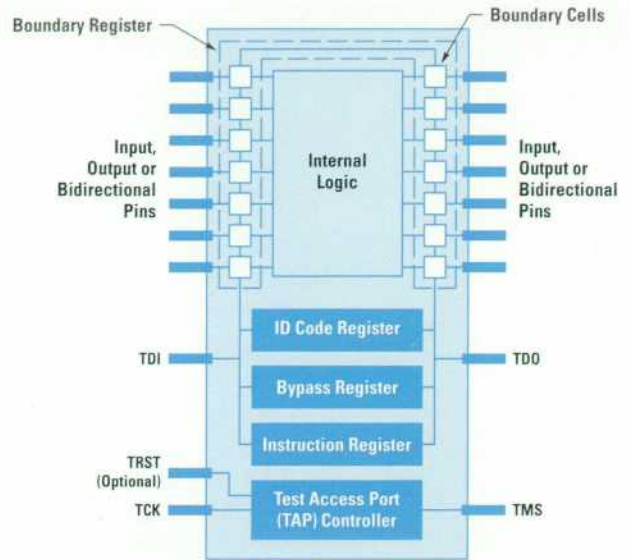 Boundary Register
Boundary Cells
Input,
Output or
Bidirectional
Pins
Internal
Logic
Input,
Output or
Bidirectional
Pins
ID Code Register
TDI
TDO
Bypass Register
Instruction Register
TRST
(Optional)
TCK
Test Access Port
(TAP) Controller
TMS